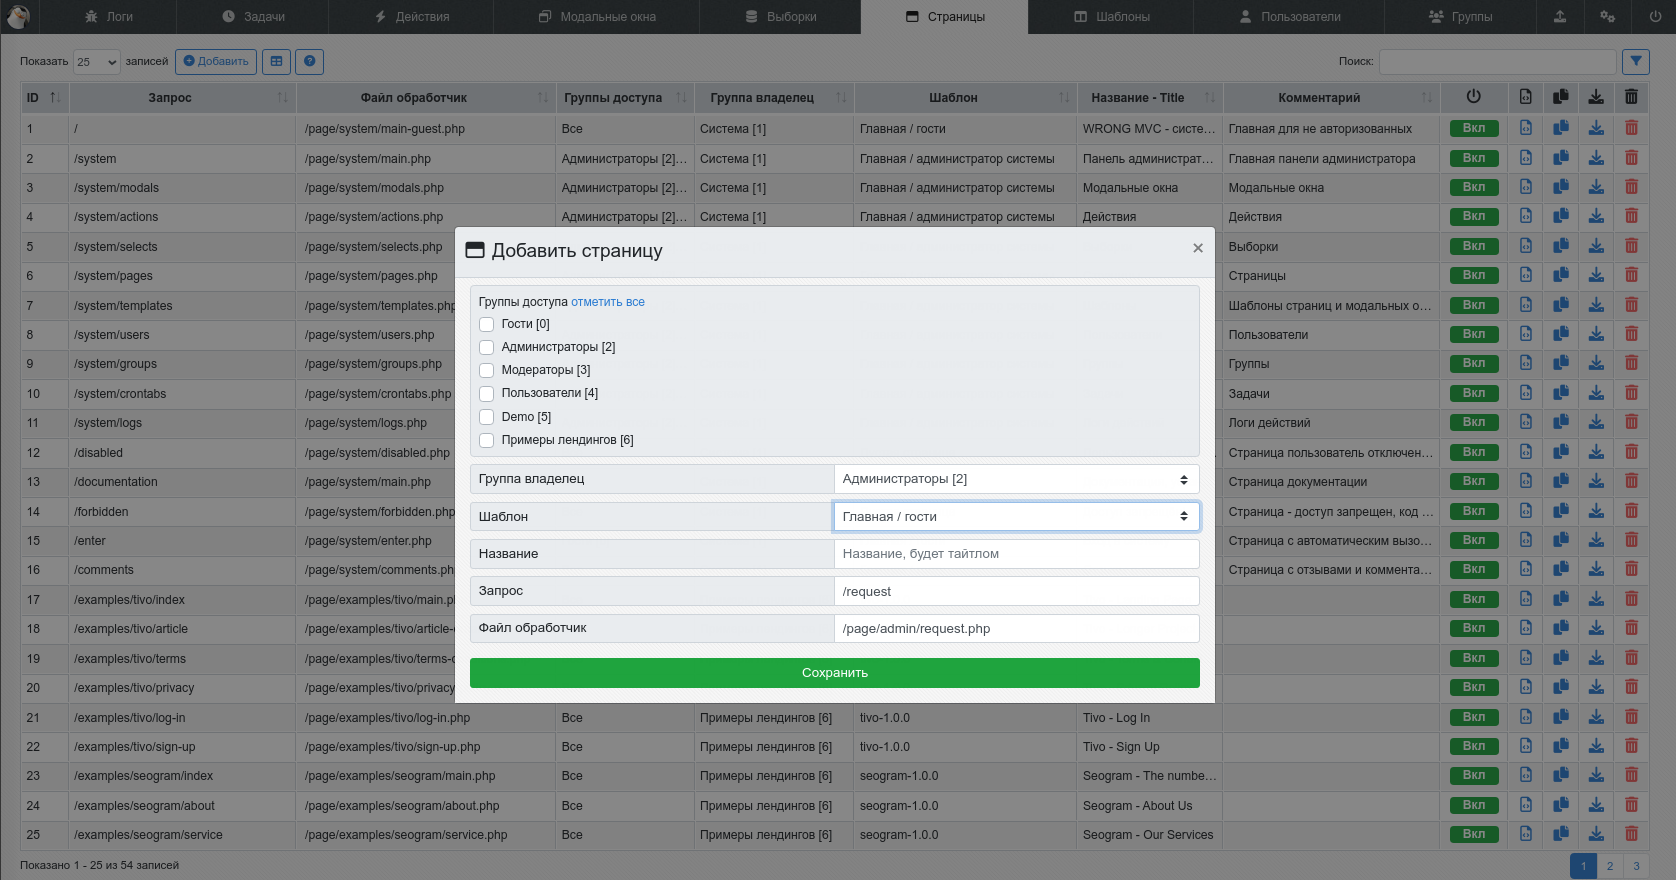 Логи Задачи Действия Модальные окна Выборки Страницы Шаблоны Пользователи Группы
Показать 25 записей Добавить Поиск:
ID Запрос Файл обработчик Группы доступа Группа владелец Шаблон Название - Title Комментарий
1 / /page/system/main-guest.php Все Система [1] Главная / гости WRONG MVC - систе… Главная для не авторизованных Вкл
2 /system /page/system/main.php Администраторы [2]… Система [1] Главная / администратор системы Панель администрат… Главная панели администратора Вкл
3 /system/modals /page/system/modals.php Администраторы [2]… Система [1] Главная / администратор системы Модальные окна Модальные окна Вкл
4 /system/actions /page/system/actions.php Администраторы [2]… Система [1] Главная / администратор системы Действия Действия Вкл
5 /system/selects /page/system/selects.php Выборки Вкл
6 /system/pages /page/system/pages.php Страницы Вкл
7 /system/templates /page/system/templates.php Шаблоны страниц и модальных о… Вкл
8 /system/users /page/system/users.php Пользователи Вкл
9 /system/groups /page/system/groups.php Группы Вкл
10 /system/crontabs /page/system/crontabs.php Задачи Вкл
11 /system/logs /page/system/logs.php Логи действий Вкл
12 /disabled /page/system/disabled.php Страница пользователь отключен… Вкл
13 /documentation /page/system/main.php Страница документации Вкл
14 /forbidden /page/system/forbidden.php Страница - доступ запрещен, код … Вкл
15 /enter /page/system/enter.php Страница с автоматическим вызо… Вкл
16 /comments /page/system/comments.ph Страница с отзывами и коммента… Вкл
17 /examples/tivo/index /page/examples/tivo/main.p Вкл
18 /examples/tivo/article /page/examples/tivo/article- Вкл
19 /examples/tivo/terms /page/examples/tivo/terms- Вкл
20 /examples/tivo/privacy /page/examples/tivo/privacy Вкл
21 /examples/tivo/log-in /page/examples/tivo/log-in.php Все Примеры лендингов [6] tivo-1.0.0 Tivo - Log In Вкл
22 /examples/tivo/sign-up /page/examples/tivo/sign-up.php Все Примеры лендингов [6] tivo-1.0.0 Tivo - Sign Up Вкл
23 /examples/seogram/index /page/examples/seogram/main.php Все Примеры лендингов [6] seogram-1.0.0 Seogram - The numbe… Вкл
24 /examples/seogram/about /page/examples/seogram/about.php Все Примеры лендингов [6] seogram-1.0.0 Seogram - About Us Вкл
25 /examples/seogram/service /page/examples/seogram/service.php Все Примеры лендингов [6] seogram-1.0.0 Seogram - Our Services Вкл
Показано 1 - 25 из 54 записей 1 2 3
Добавить страницу ×
Группы доступа отметить все
Гости [0]
Администраторы [2]
Модераторы [3]
Пользователи [4]
Demo [5]
Примеры лендингов [6]
Группа владелец Администраторы [2]
Шаблон Главная / гости
Название Название, будет тайтлом
Запрос /request
Файл обработчик /page/admin/request.php
Сохранить